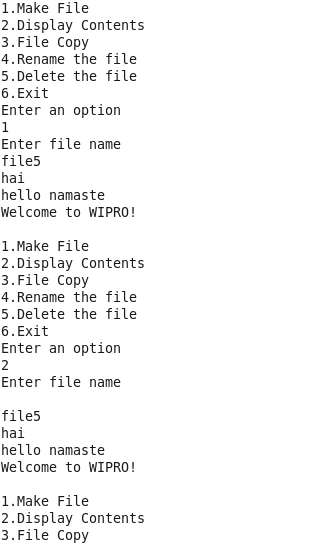 1.Make File
2.Display Contents
3.File Copy
4.Rename the file
5.Delete the file
6.Exit
Enter an option
1
Enter file name
file5
hai
hello namaste
Welcome to WIPRO!

1.Make File
2.Display Contents
3.File Copy
4.Rename the file
5.Delete the file
6.Exit
Enter an option
2
Enter file name

file5
hai
hello namaste
Welcome to WIPRO!

1.Make File
2.Display Contents
3.File Copy